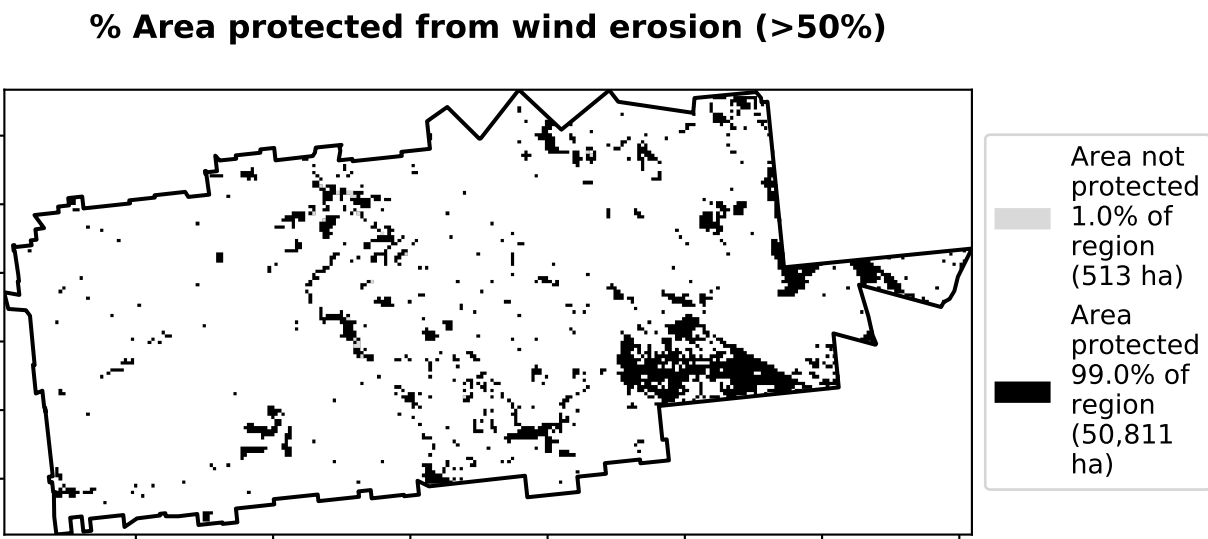 % Area protected from wind erosion (>50%)
Area not
protected
1.0% of
region
(513 ha)
Area
protected
99.0% of
region
(50,811
ha)